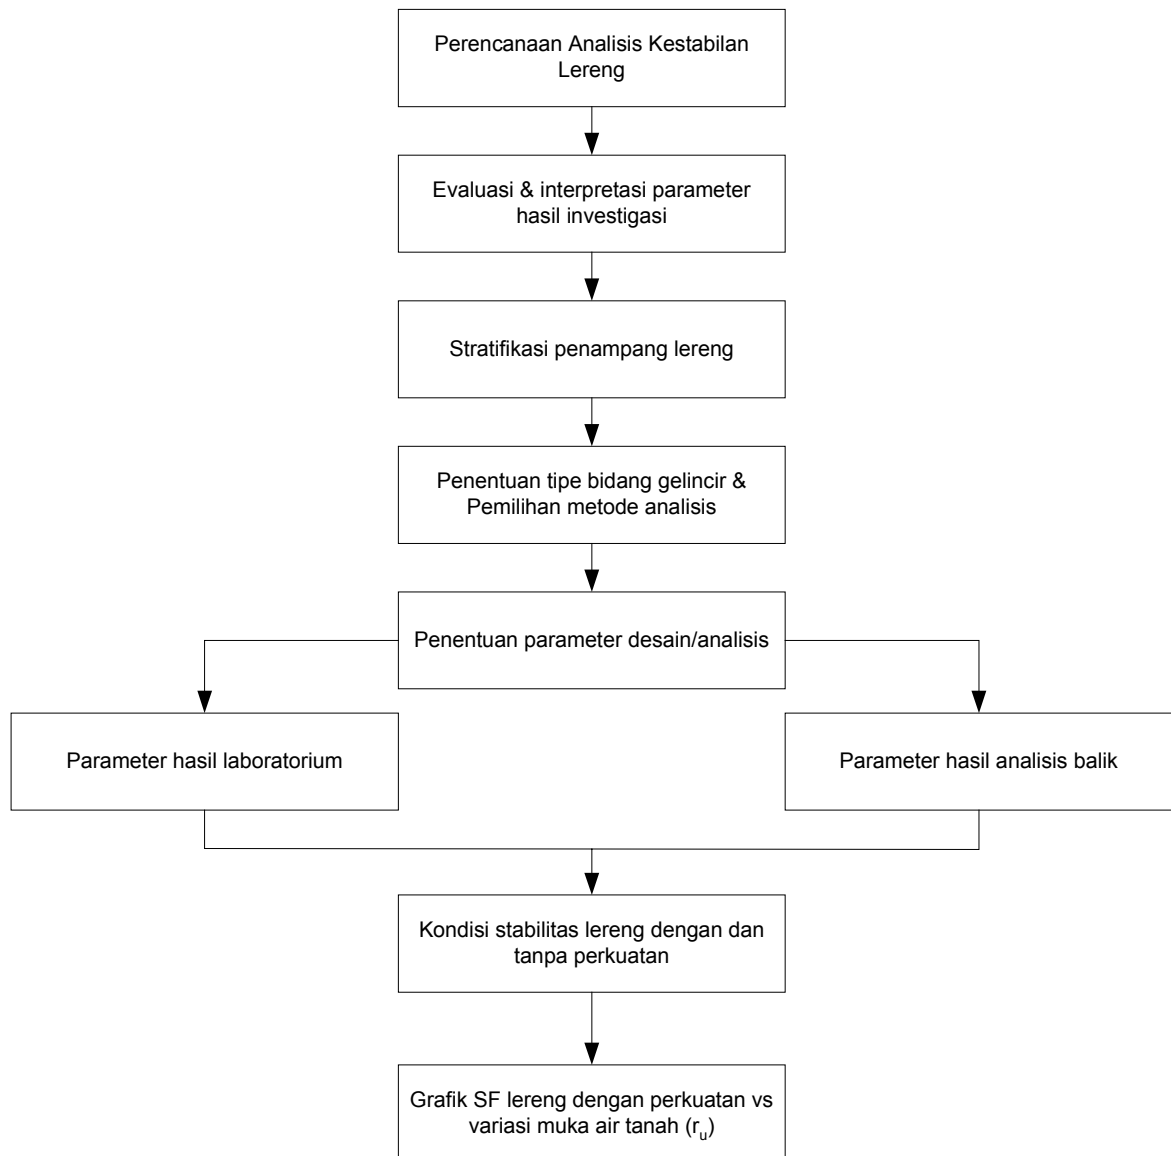 Perencanaan Analisis Kestabilan
Lereng
Evaluasi & interpretasi parameter
hasil investigasi
Stratifikasi penampang lereng
Penentuan tipe bidang gelincir &
Pemilihan metode analisis
Penentuan parameter desain/analisis
Parameter hasil laboratorium
Parameter hasil analisis balik
Kondisi stabilitas lereng dengan dan
tanpa perkuatan
Grafik SF lereng dengan perkuatan vs
variasi muka air tanah (rᵤ)